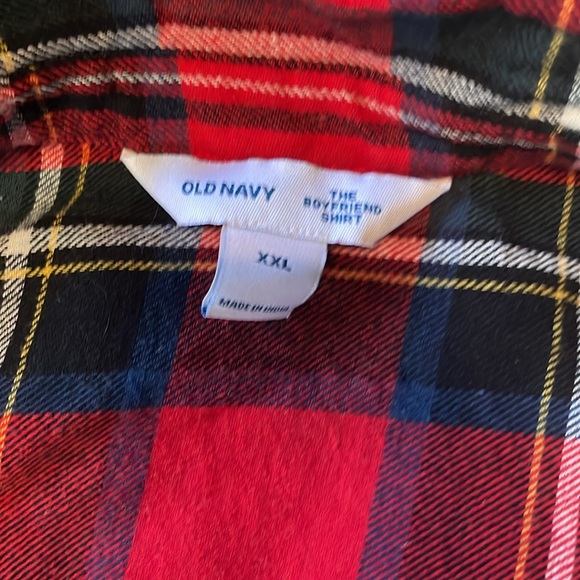 OLD NAVY
THE
BOYFRIEND
SHIRT
XXL
MADE IN INDIA